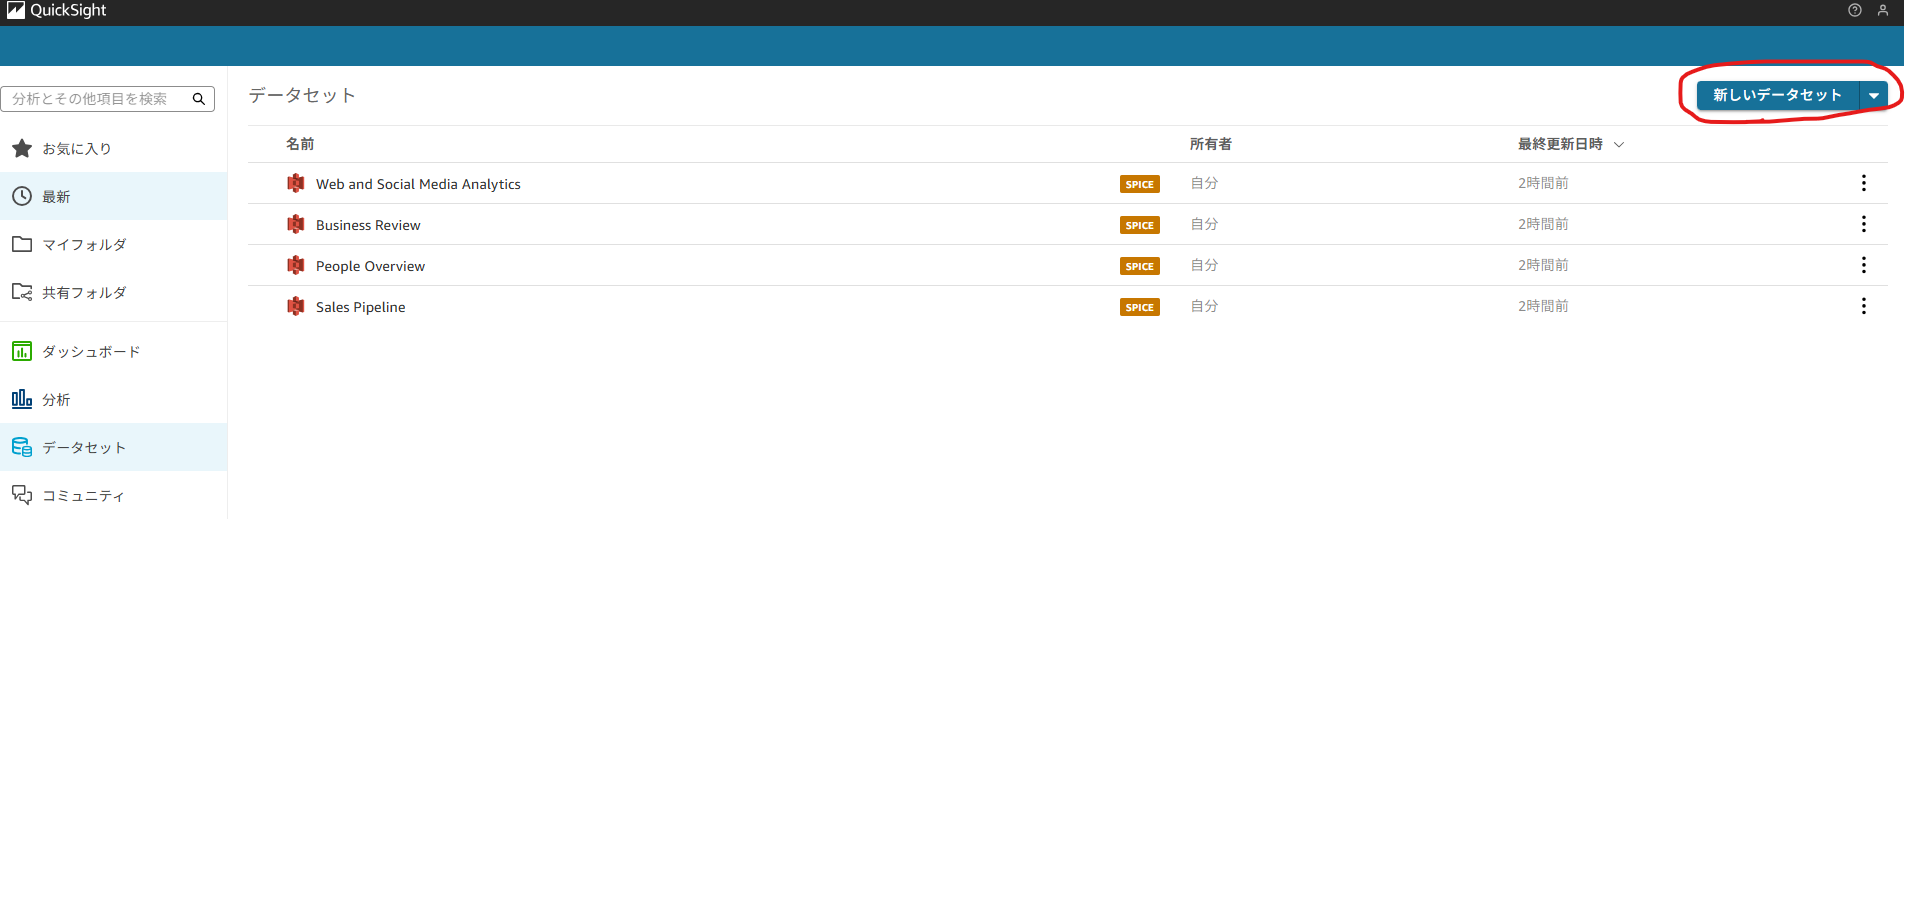 QuickSight
分析とその他項目を検索
お気に入り
最新
マイフォルダ
共有フォルダ
ダッシュボード
分析
データセット
コミュニティ
データセット
新しいデータセット
名前 所有者 最終更新日時
Web and Social Media Analytics SPICE 自分 2時間前
Business Review SPICE 自分 2時間前
People Overview SPICE 自分 2時間前
Sales Pipeline SPICE 自分 2時間前